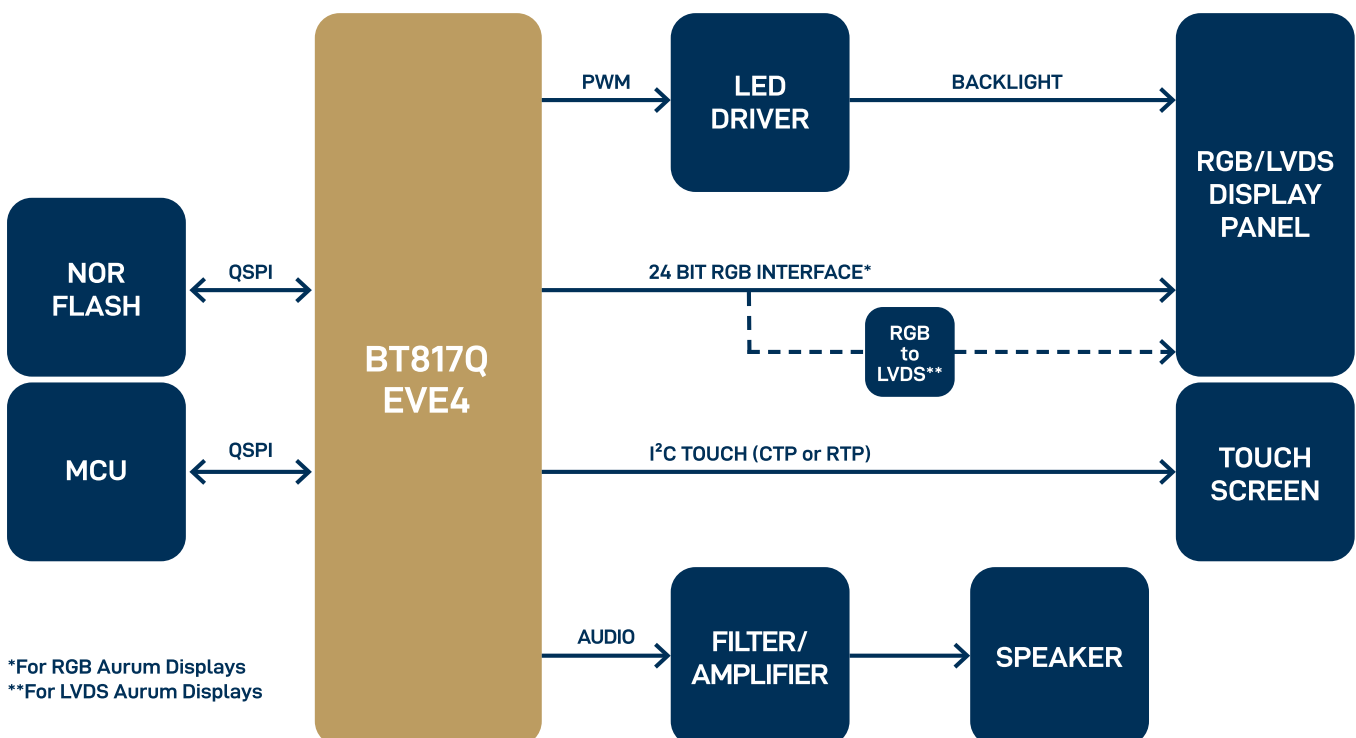 PWM
LED
DRIVER
BACKLIGHT
RGB/LVDS
DISPLAY
PANEL
NOR
FLASH
QSPI
24 BIT RGB INTERFACE*
RGB
to
LVDS**
BT817Q
EVE4
MCU
QSPI
I²C TOUCH (CTP or RTP)
TOUCH
SCREEN
AUDIO
FILTER/
AMPLIFIER
SPEAKER
*For RGB Aurum Displays
**For LVDS Aurum Displays